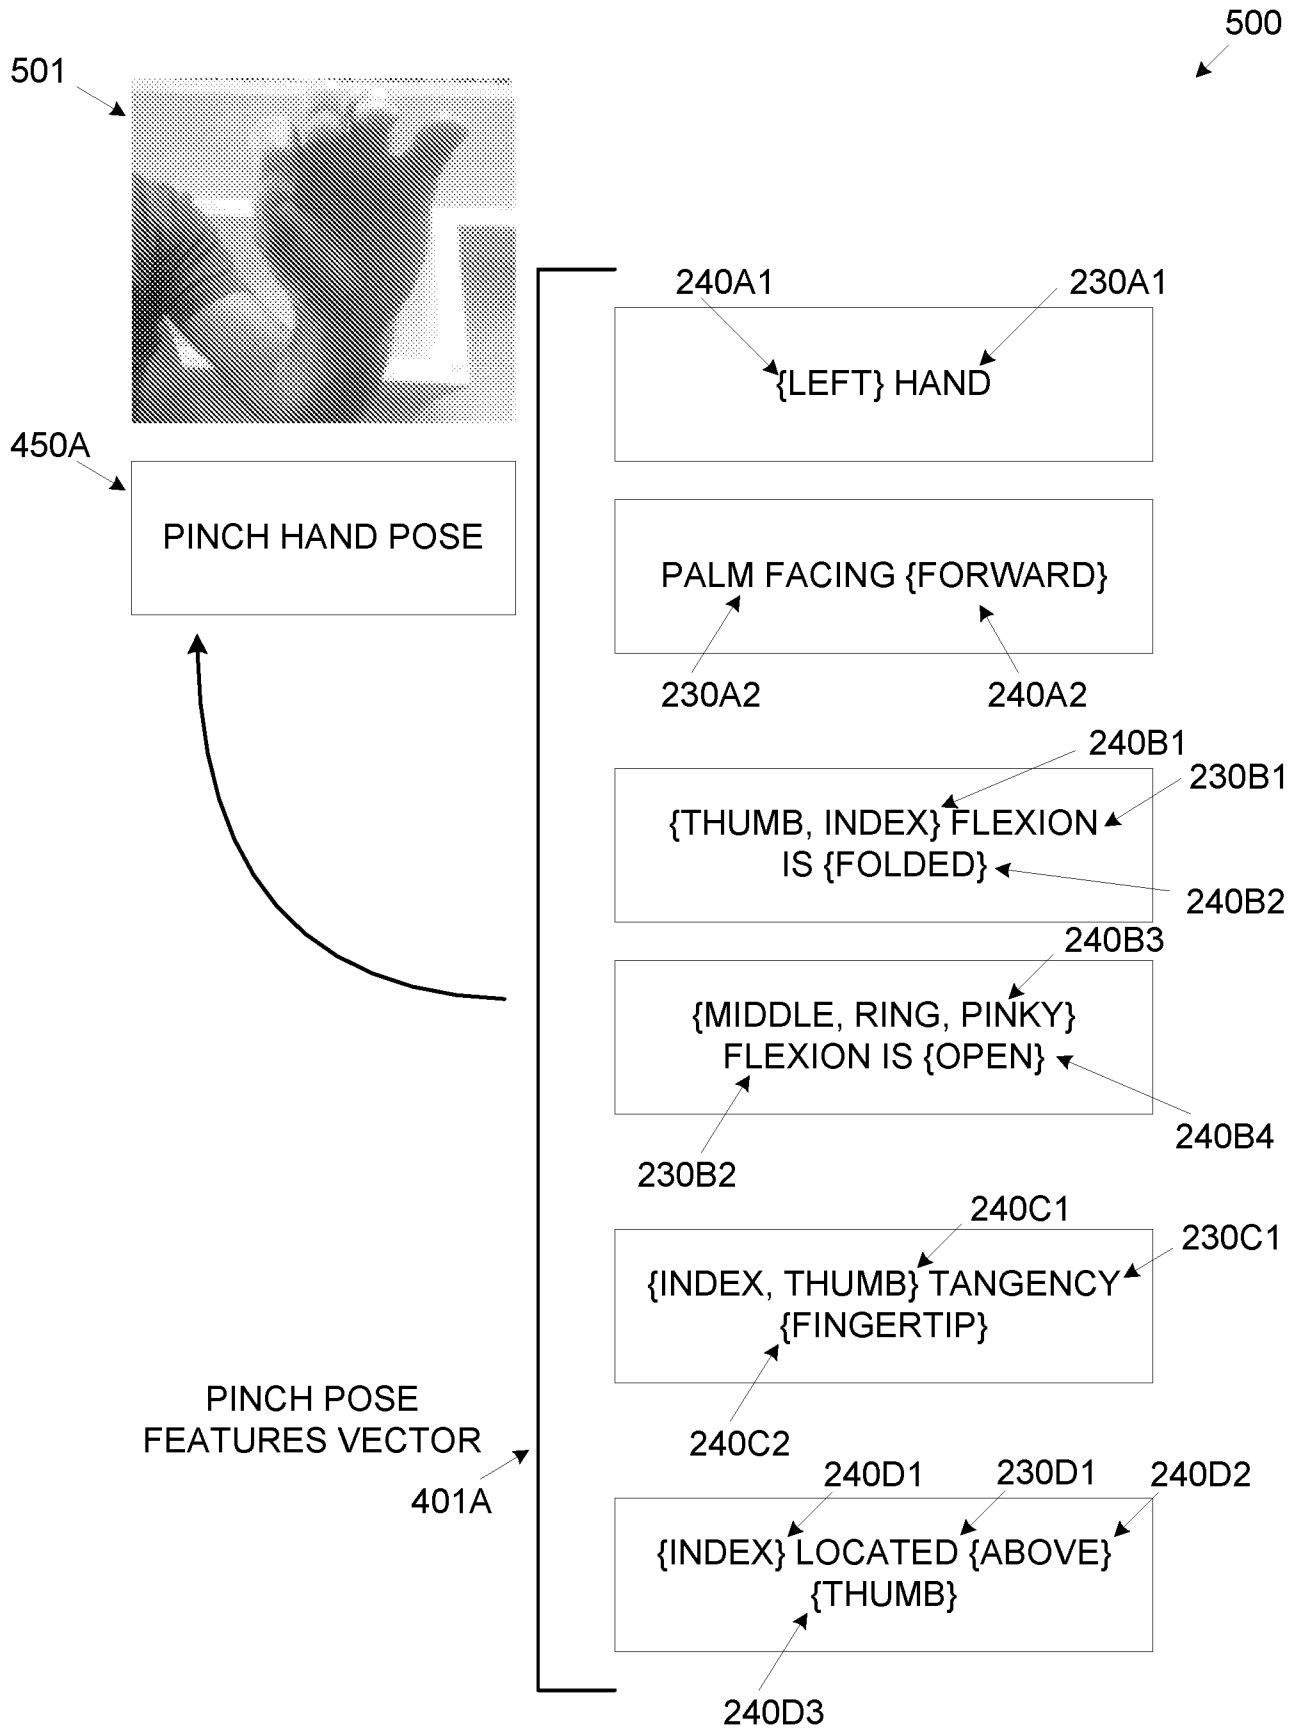 500
501
240A1
230A1
{LEFT} HAND
450A
PINCH HAND POSE
PALM FACING {FORWARD}
230A2
240A2
240B1
230B1
{THUMB, INDEX} FLEXION
IS {FOLDED}
240B2
240B3
{MIDDLE, RING, PINKY}
FLEXION IS {OPEN}
240B4
230B2
240C1
230C1
{INDEX, THUMB} TANGENCY
{FINGERTIP}
240C2
PINCH POSE
FEATURES VECTOR
401A
240D1
230D1
240D2
{INDEX} LOCATED {ABOVE}
{THUMB}
240D3